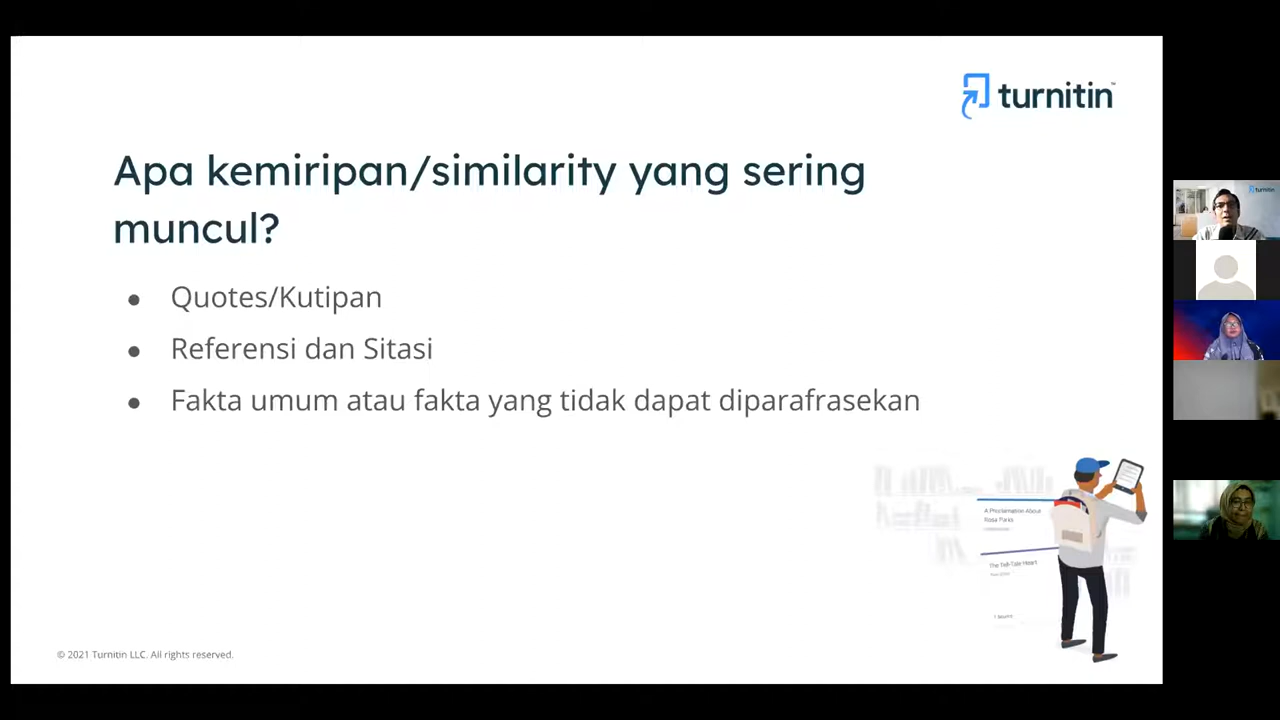 turnitin
Apa kemiripan/similarity yang sering
muncul?
● Quotes/Kutipan
● Referensi dan Sitasi
● Fakta umum atau fakta yang tidak dapat diparafrasekan
A Proclamation About
Rosa Parks
The Tell-Tale Heart
© 2021 Turnitin LLC. All rights reserved.
turnitin